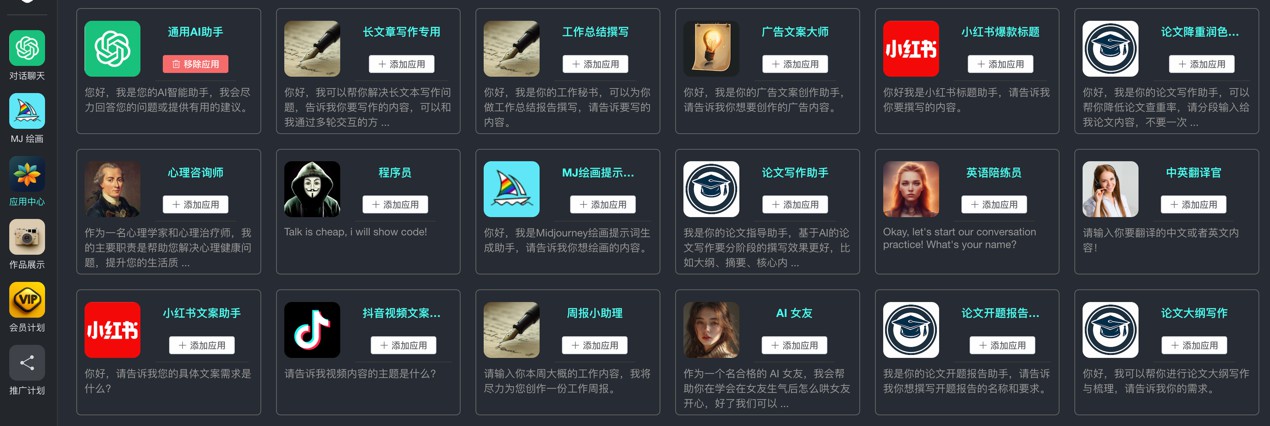 对话聊天
MJ 绘画
应用中心
作品展示
VIP
会员计划
推广计划
通用AI助手
移除应用
您好，我是您的AI智能助手，我会尽
力回答您的问题或提供有用的建议。
长文章写作专用
+ 添加应用
你好，我可以帮你解决长文本写作问
题，告诉我你要写作的内容，可以和
我通过多轮交互的方 ...
工作总结撰写
+ 添加应用
你好，我是你的工作秘书，可以为你
做工作总结报告撰写，请告诉要写的
内容。
广告文案大师
+ 添加应用
你好，我是你的广告文案创作助手，
请告诉我你想要创作的广告内容。
小红书
小红书爆款标题
+ 添加应用
你好我是小红书标题助手，请告诉我
你要撰写的内容。
论文降重润色...
+ 添加应用
你好，我是你的论文写作助手，可以
帮你降低论文查重率，请分段输入给
我论文内容，不要一次 ...
心理咨询师
+ 添加应用
作为一名心理学家和心理治疗师，我
的主要职责是帮助您解决心理健康问
题，提升您的生活质 ...
程序员
+ 添加应用
Talk is cheap, i will show code!
MJ绘画提示...
+ 添加应用
你好，我是Midjourney绘画提示词生
成助手，请告诉我你想绘画的内容。
论文写作助手
+ 添加应用
我是你的论文指导助手，基于AI的论
文写作要分阶段的撰写效果更好，比
如大纲、摘要、核心内 ...
英语陪练员
+ 添加应用
Okay, let's start our conversation
practice! What's your name?
中英翻译官
+ 添加应用
请输入你要翻译的中文或者英文内
容！
小红书
小红书文案助手
+ 添加应用
你好，请告诉我您的具体文案需求是
什么？
抖音视频文案...
+ 添加应用
请告诉我视频内容的主题是什么？
周报小助理
+ 添加应用
请输入你本周大概的工作内容，我将
尽力为您创作一份工作周报。
AI 女友
+ 添加应用
作为一个名合格的 AI 女友，我会帮
助你在学会在女友生气后怎么哄女友
开心，好了我们可以 ...
论文开题报告...
+ 添加应用
我是你的论文开题报告助手，请告诉
我你想撰写开题报告的名称和要求。
论文大纲写作
+ 添加应用
你好，我可以帮你进行论文大纲写作
与梳理，请告诉你的需求。